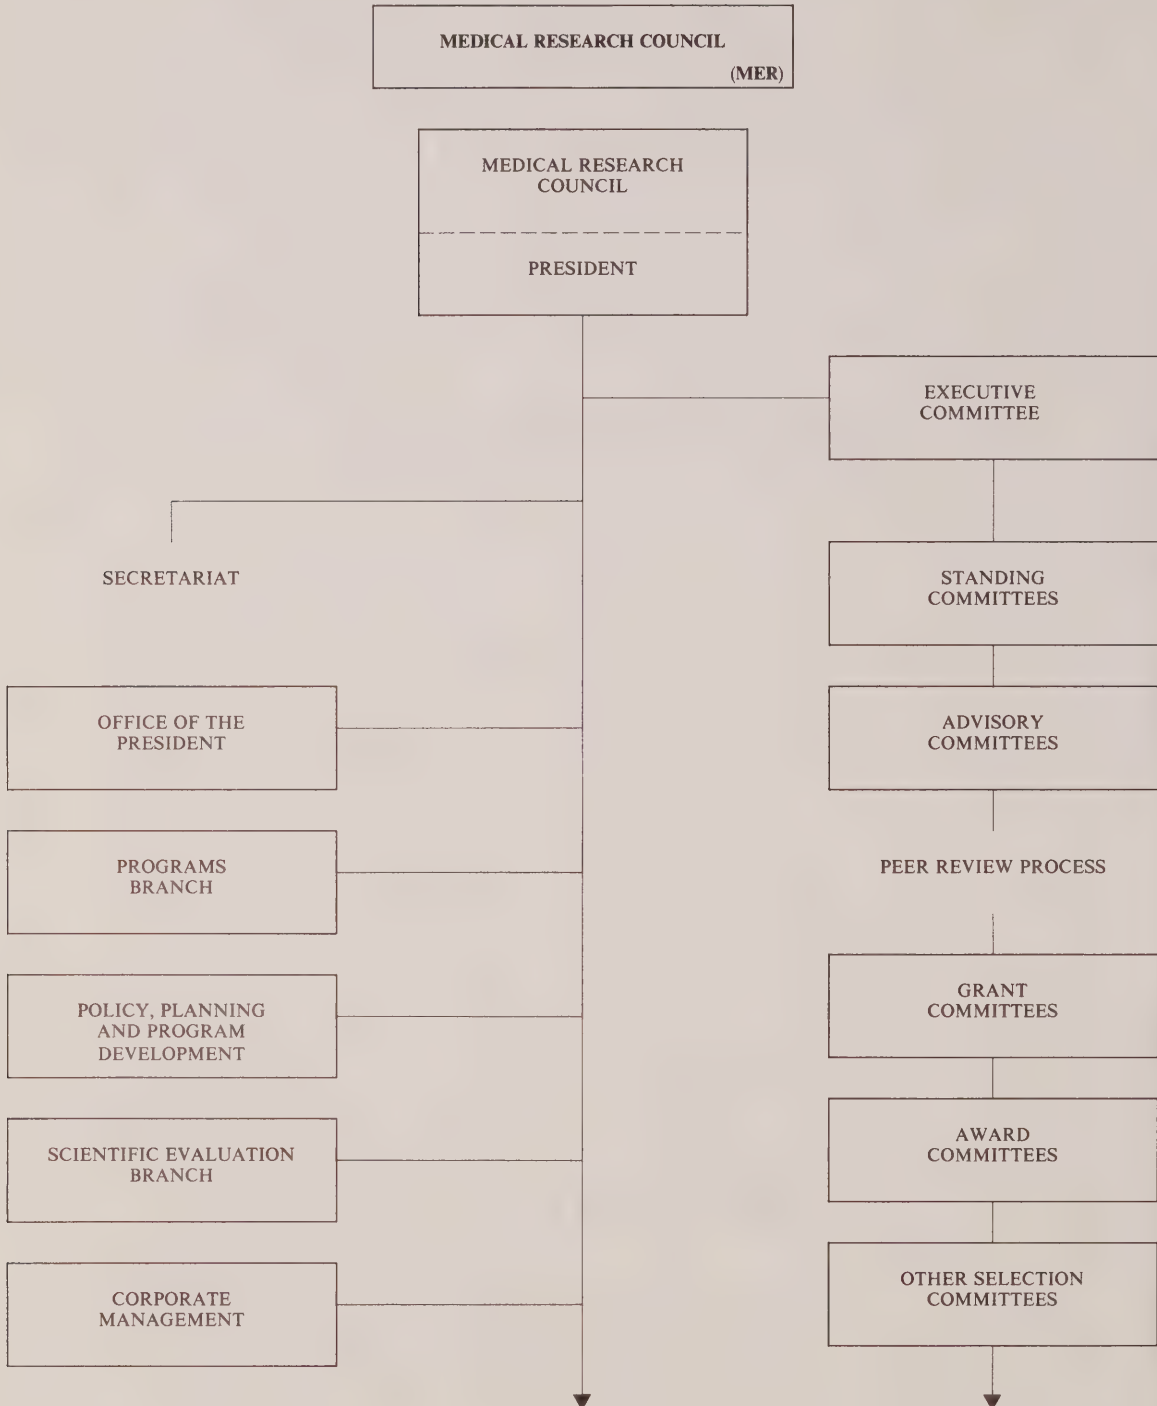 MEDICAL RESEARCH COUNCIL
(MER)
MEDICAL RESEARCH
COUNCIL
PRESIDENT
EXECUTIVE
COMMITTEE
SECRETARIAT
STANDING
COMMITTEES
OFFICE OF THE
PRESIDENT
ADVISORY
COMMITTEES
PROGRAMS
BRANCH
PEER REVIEW PROCESS
POLICY, PLANNING
AND PROGRAM
DEVELOPMENT
GRANT
COMMITTEES
SCIENTIFIC EVALUATION
BRANCH
AWARD
COMMITTEES
CORPORATE
MANAGEMENT
OTHER SELECTION
COMMITTEES